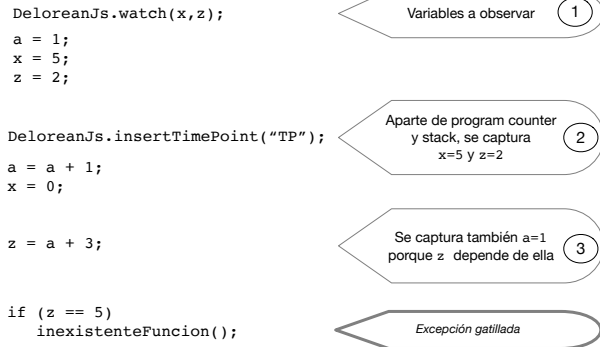 DeloreanJs.watch(x,z);
Variables a observar
1
a = 1;
x = 5;
z = 2;
DeloreanJs.insertTimePoint(“TP”);
Aparte de program counter
y stack, se captura
x=5 y z=2
2
a = a + 1;
x = 0;
z = a + 3;
Se captura también a=1
porque z depende de ella
3
if (z == 5)
inexistenteFuncion();
Excepción gatillada